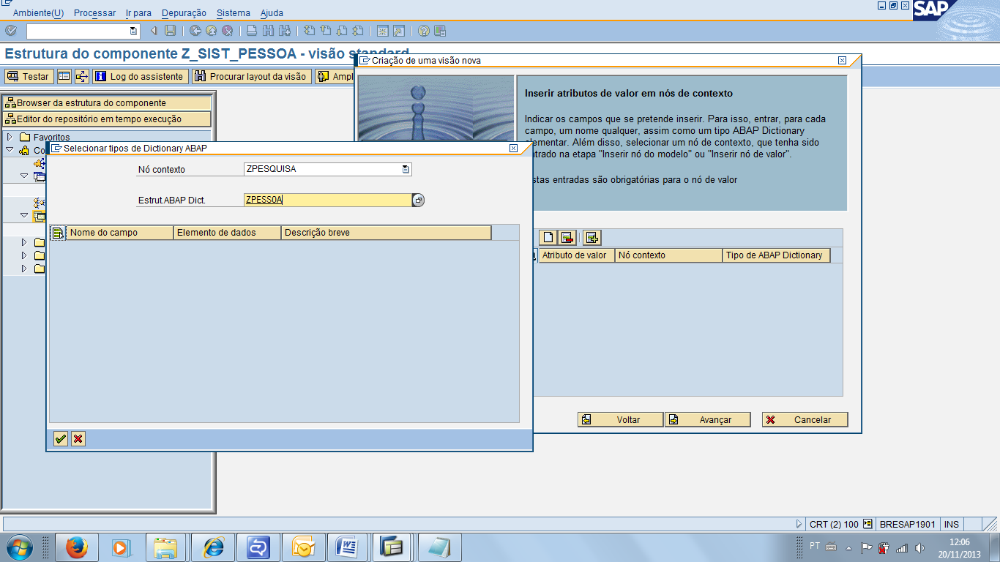 Ambiente(U) Processar Ir para Depuração Sistema Ajuda
SAP
Estrutura do componente Z_SIST_PESSOA - visão standard
Testar Log do assistente Procurar layout da visão Ampl
Browser da estrutura do componente
Editor do repositório em tempo execução
Favoritos
Co
Criação de uma visão nova
Inserir atributos de valor em nós de contexto
Indicar os campos que se pretende inserir. Para isso, entrar, para cada
campo, um nome qualquer, assim como um tipo ABAP Dictionary
elementar. Além disso, selecionar um nó de contexto, que tenha sido
ntrado na etapa "Inserir nó do modelo" ou "Inserir nó de valor".
stas entradas são obrigatórias para o nó de valor
Atributo de valor Nó contexto Tipo de ABAP Dictionary
Voltar Avançar Cancelar
Selecionar tipos de Dictionary ABAP
Nó contexto ZPESQUISA
Estrut.ABAP Dict. ZPESSOA
Nome do campo Elemento de dados Descrição breve
CRT (2) 100 BRESAP1901 INS
PT 12:06
20/11/2013